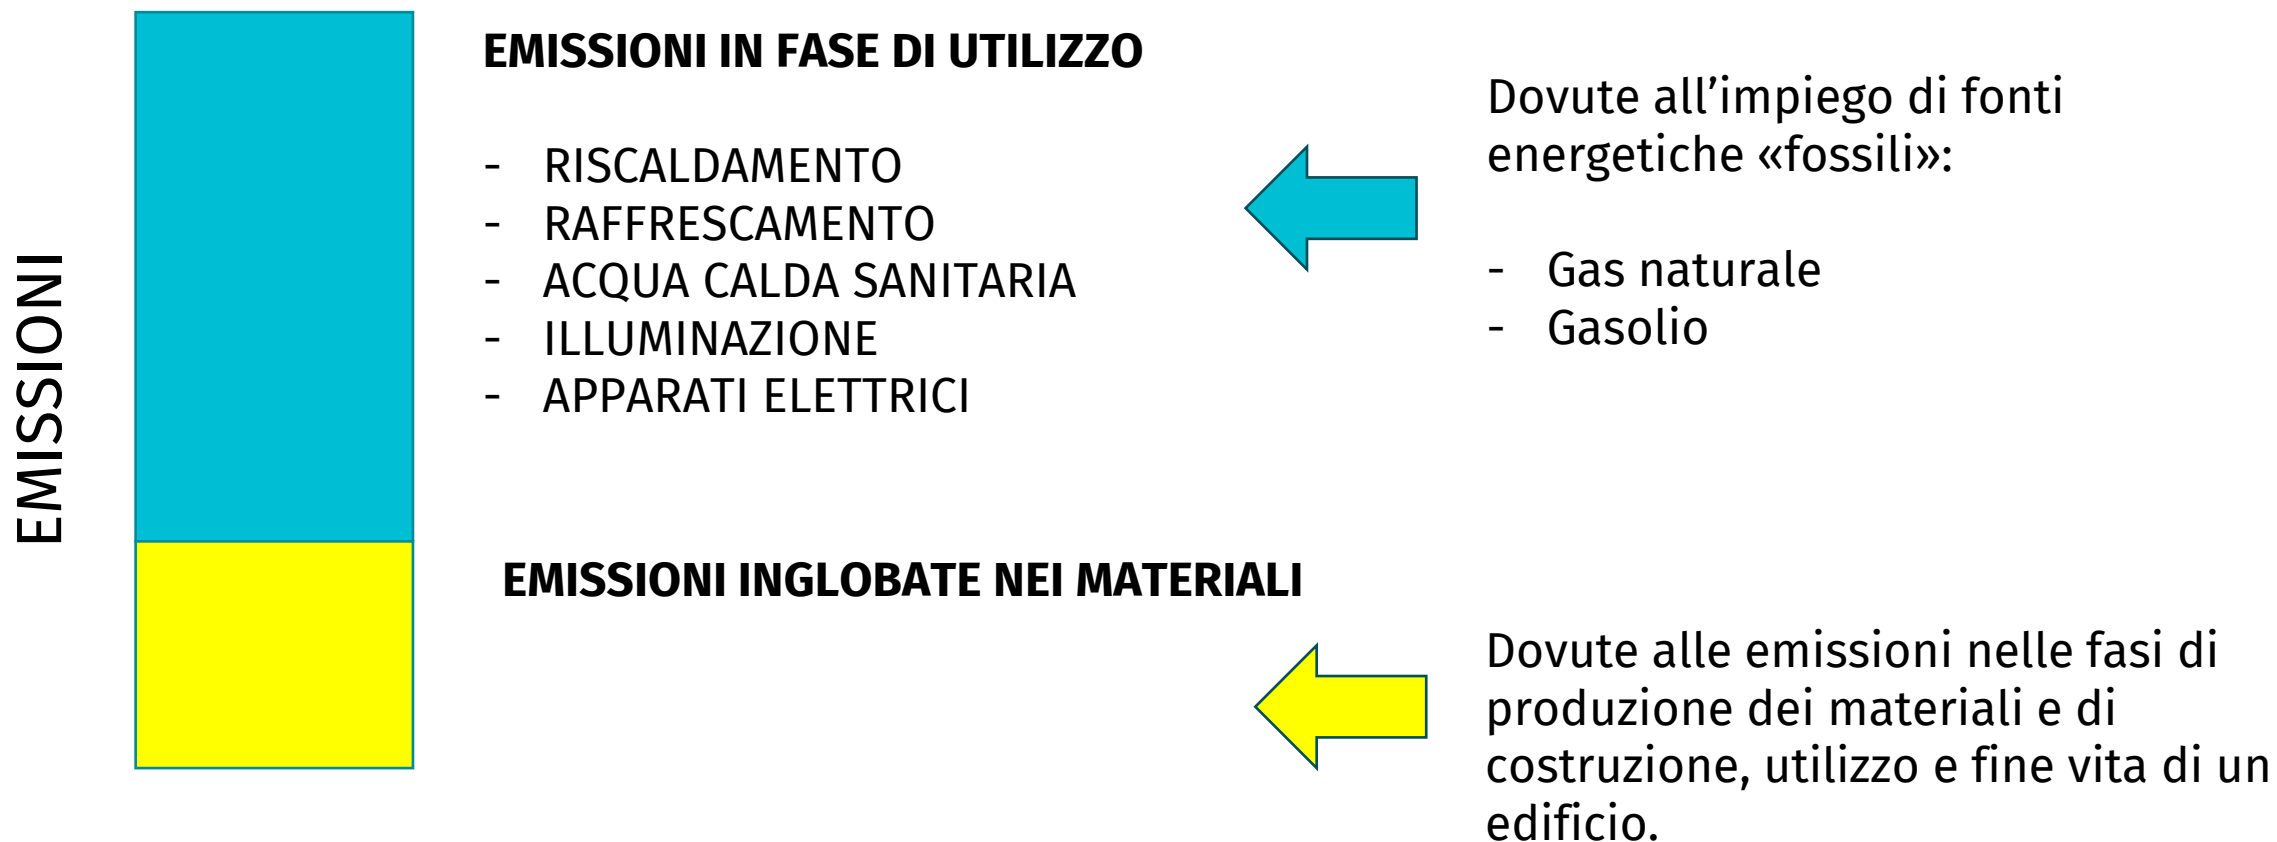 EMISSIONI
EMISSIONI IN FASE DI UTILIZZO
- RISCALDAMENTO
- RAFFRESCAMENTO
- ACQUA CALDA SANITARIA
- ILLUMINAZIONE
- APPARATI ELETTRICI
Dovute all’impiego di fonti
energetiche «fossili»:
- Gas naturale
- Gasolio
EMISSIONI INGLOBATE NEI MATERIALI
Dovute alle emissioni nelle fasi di
produzione dei materiali e di
costruzione, utilizzo e fine vita di un
edificio.